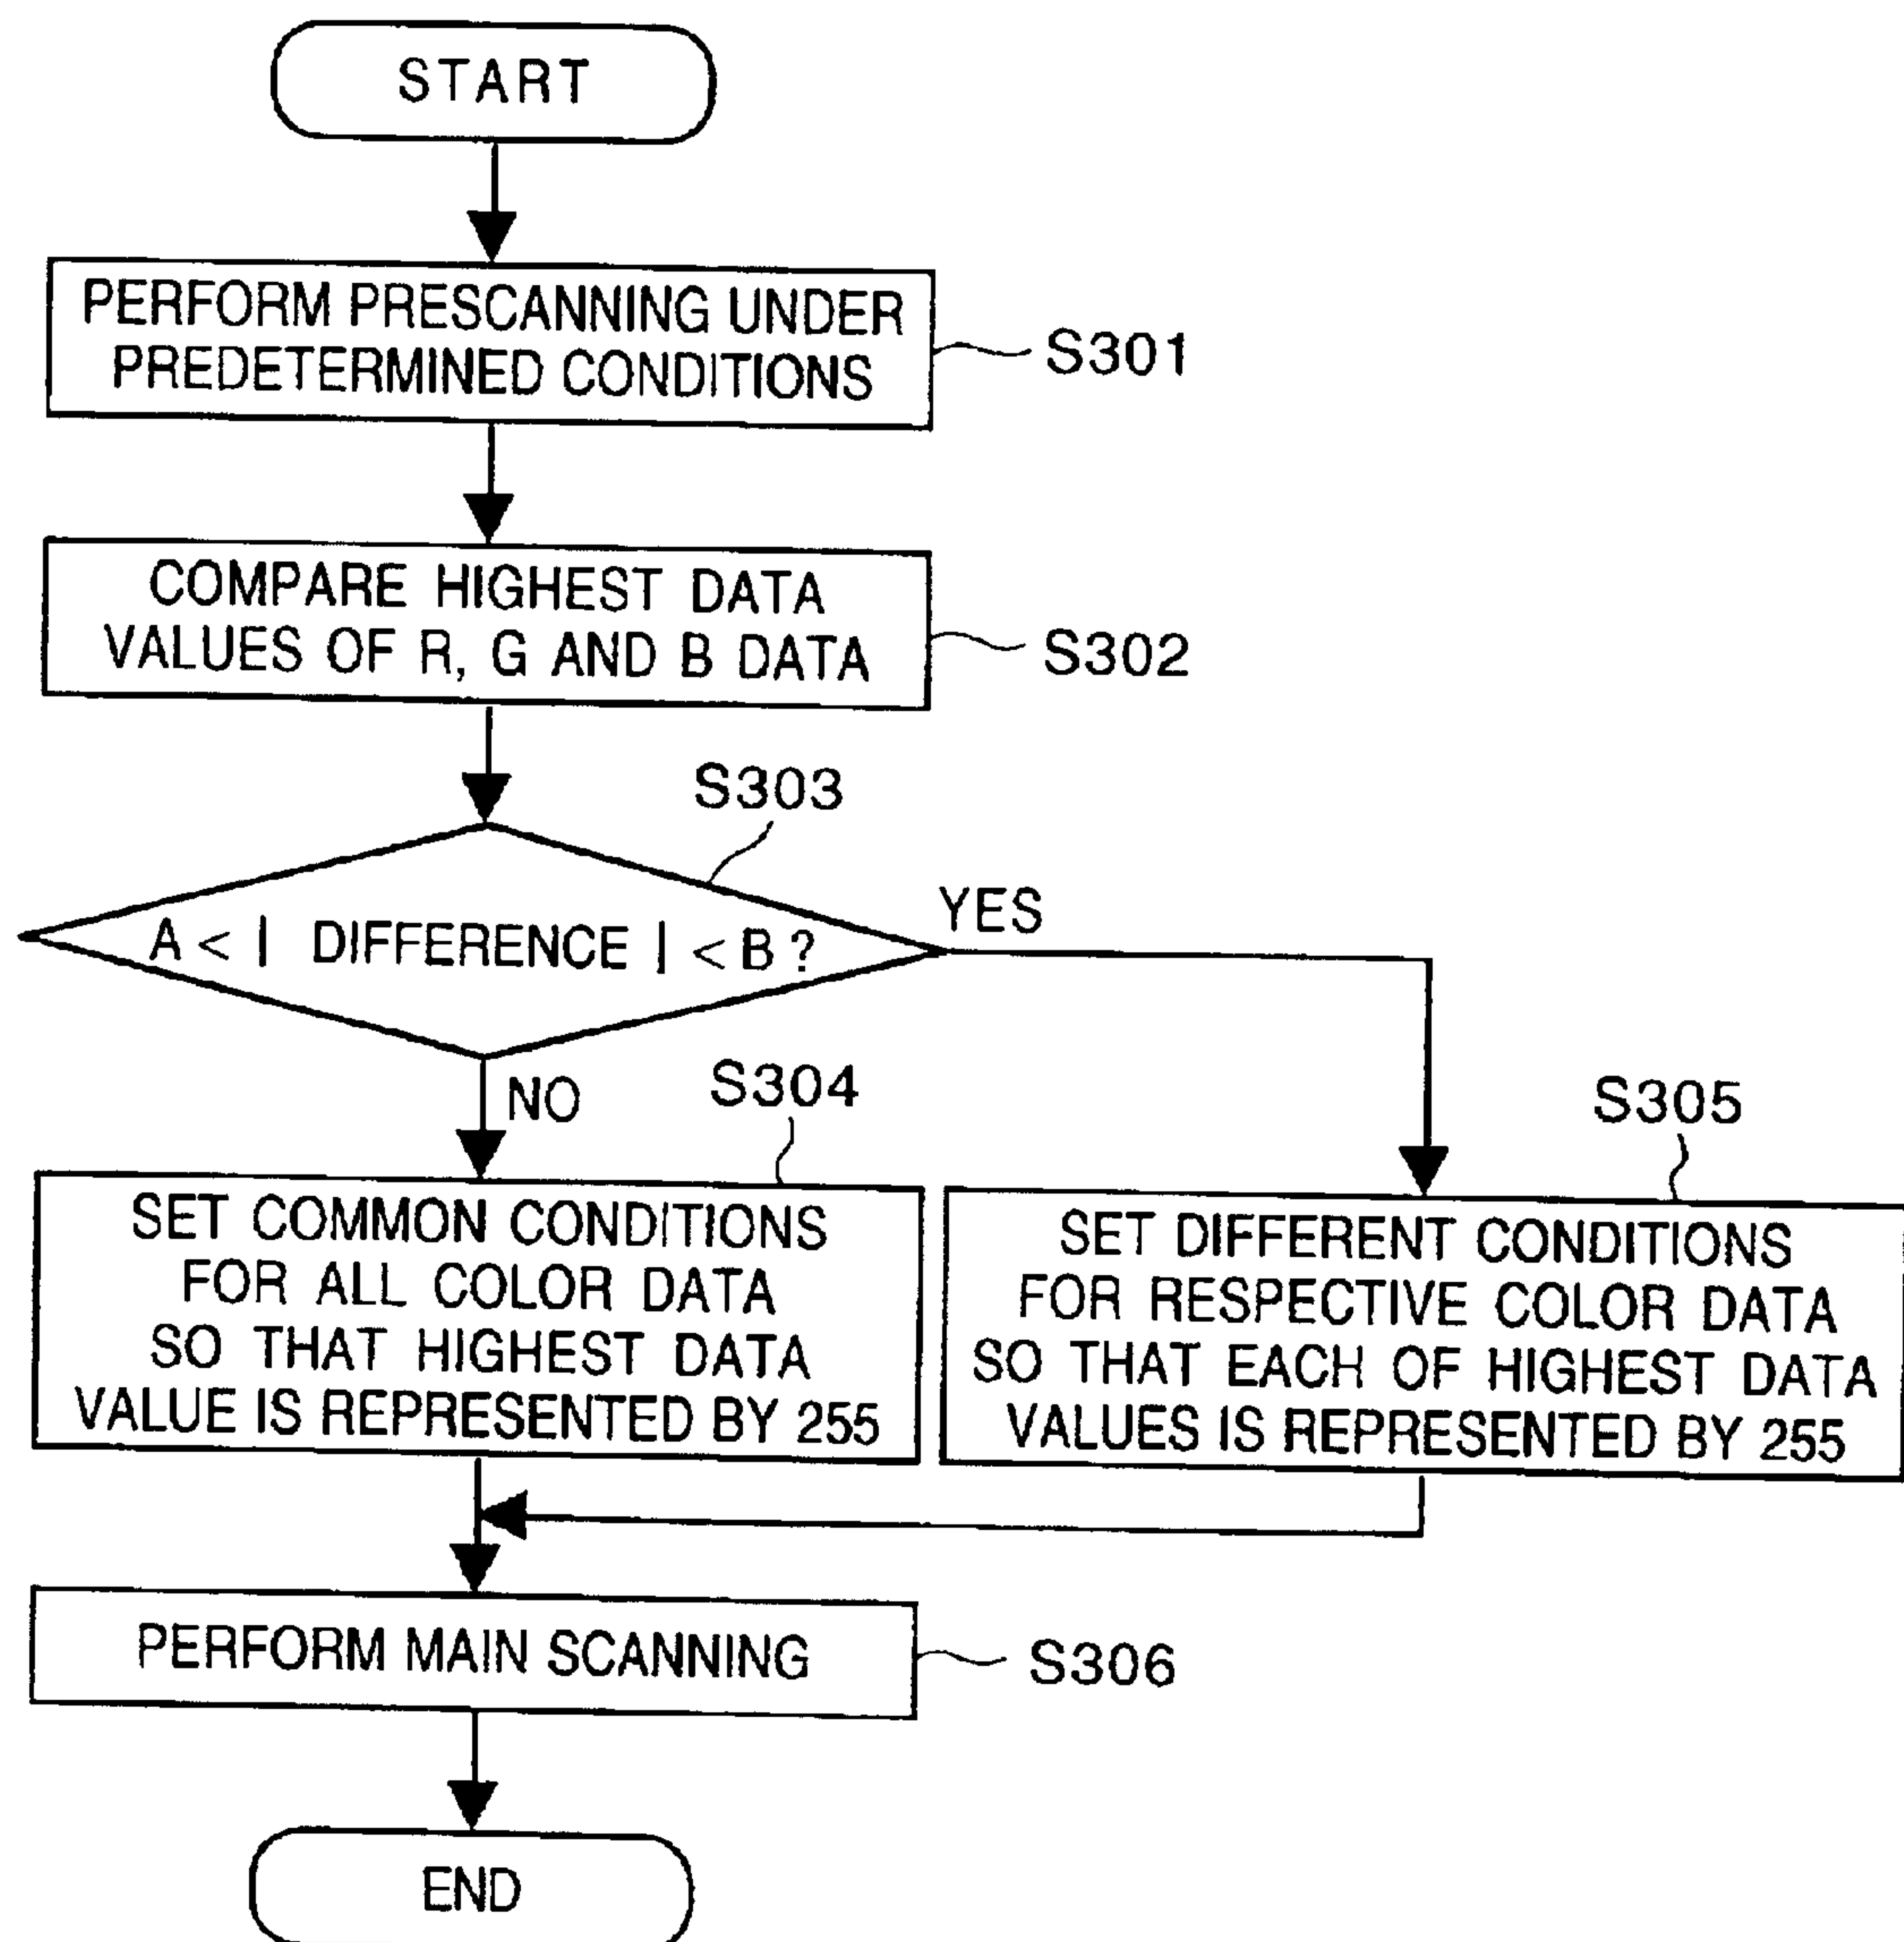 START
PERFORM PRESCANNING UNDER
PREDETERMINED CONDITIONS
S301
COMPARE HIGHEST DATA
VALUES OF R, G AND B DATA
S302
S303
A < | DIFFERENCE | < B ?
YES
NO
S304
SET COMMON CONDITIONS
FOR ALL COLOR DATA
SO THAT HIGHEST DATA
VALUE IS REPRESENTED BY 255
S305
SET DIFFERENT CONDITIONS
FOR RESPECTIVE COLOR DATA
SO THAT EACH OF HIGHEST DATA
VALUES IS REPRESENTED BY 255
PERFORM MAIN SCANNING
S306
END